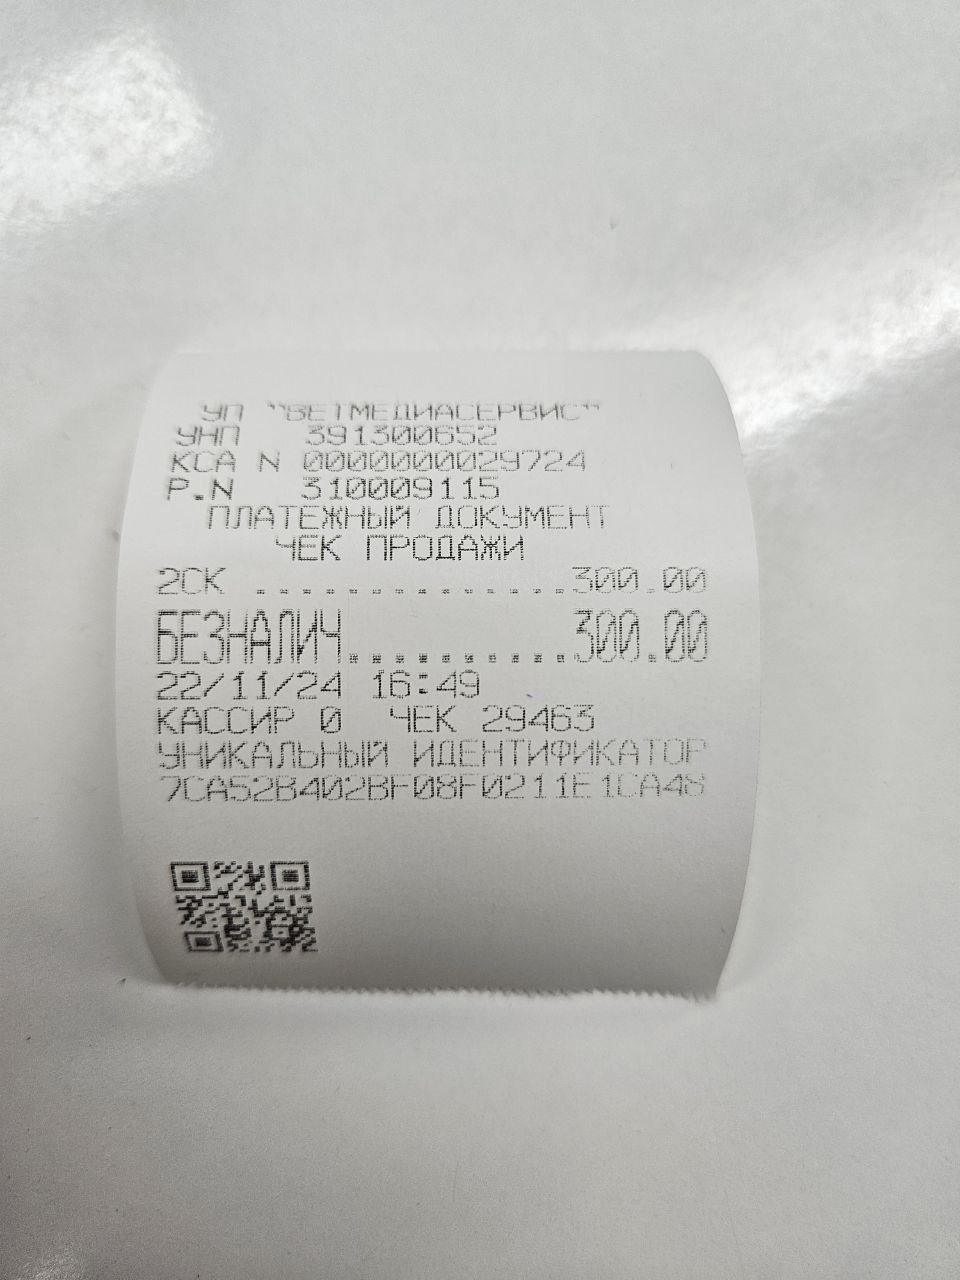 УП "ВЕТМЕДИАСЕРВИС"
УНП 391300652
КСА N 0000000029724
P.N 310009115
ПЛАТЕЖНЫЙ ДОКУМЕНТ
ЧЕК ПРОДАЖИ
2СК ...............300.00
БЕЗНАЛИЧ..........300.00
22/11/24 16:49
КАССИР 0 ЧЕК 29463
УНИКАЛЬНЫЙ ИДЕНТИФИКАТОР
7CA52B402BF08F0211E1CA48